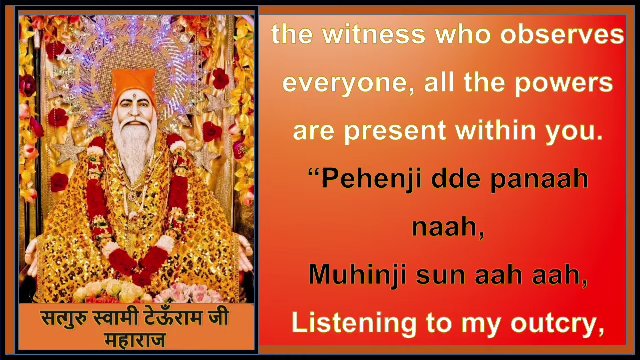 the witness who observes
everyone, all the powers
are present within you.
“Pehenji dde panaah
naah,
Muhinji sun aah aah,
Listening to my outcry,
सत्गुरु स्वामी टेऊँराम जी
महाराज